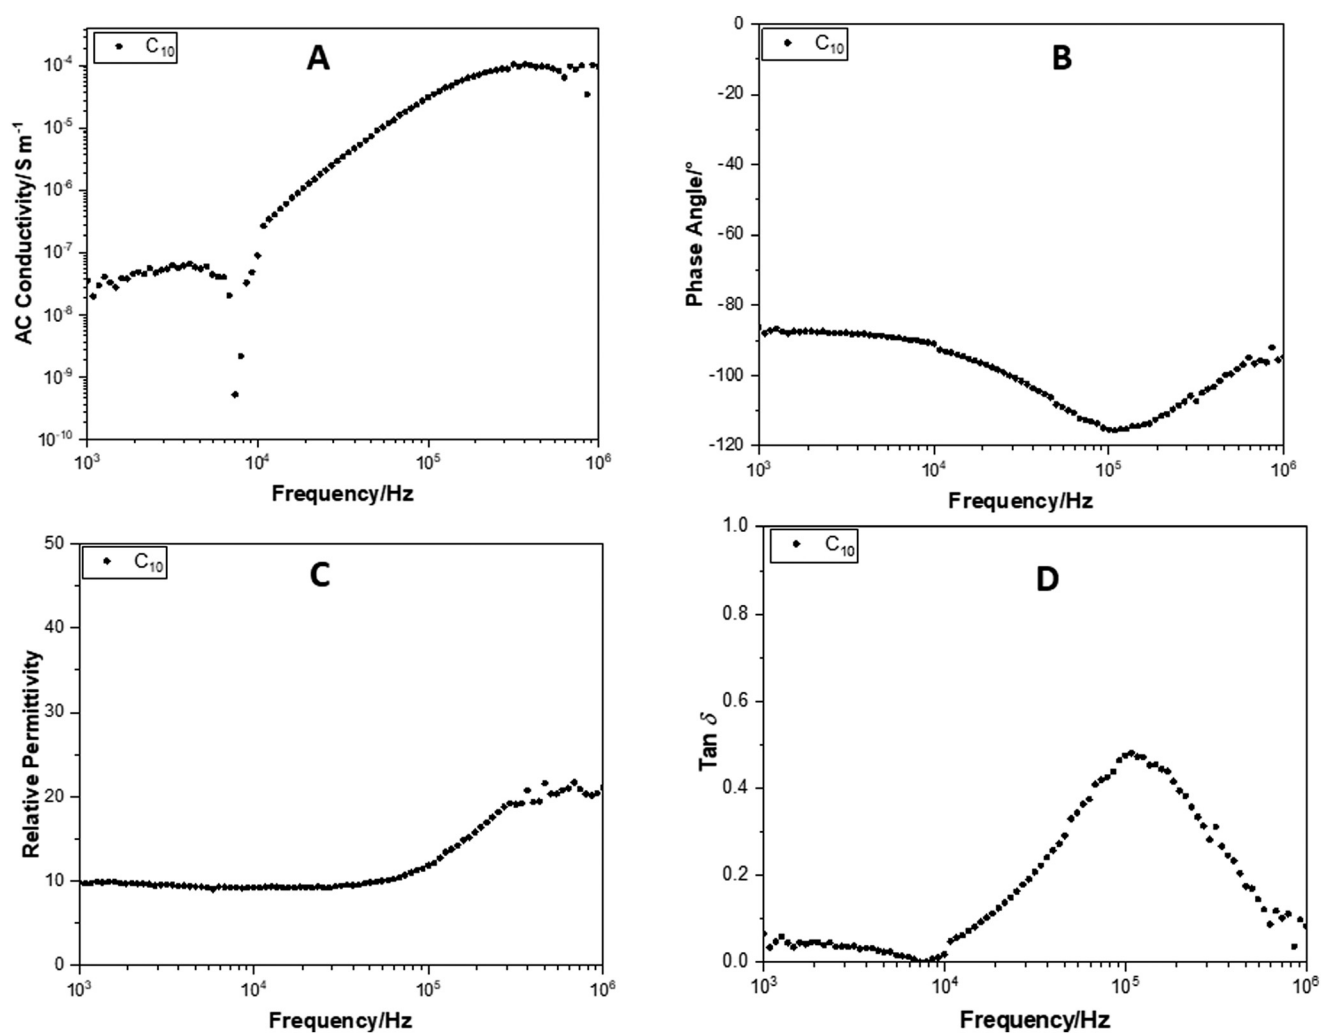 C₁₀
A
AC Conductivity/ S m⁻¹
10⁻⁴
10⁻⁵
10⁻⁶
10⁻⁷
10⁻⁸
10⁻⁹
10⁻¹⁰
10³ 10⁴ 10⁵ 10⁶
Frequency/Hz
C₁₀
B
Phase Angle/°
0
-20
-40
-60
-80
-100
-120
10³ 10⁴ 10⁵ 10⁶
Frequency/Hz
C₁₀
C
Relative Permittivity
50
40
30
20
10
0
10³ 10⁴ 10⁵ 10⁶
Frequency/Hz
C₁₀
D
Tan δ
1.0
0.8
0.6
0.4
0.2
0.0
10³ 10⁴ 10⁵ 10⁶
Frequency/Hz